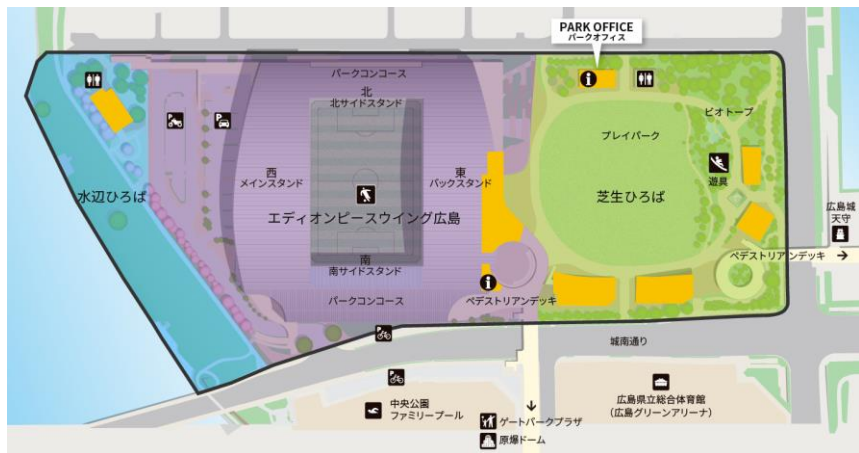 PARK OFFICE
パークオフィス
パークコンコース
北
北サイドスタンド
ビオトープ
プレイパーク
P
P
西
メインスタンド
東
バックスタンド
遊具
水辺ひろば
芝生ひろば
エディオンピースウイング広島
広島城
天守
南
南サイドスタンド
ペデストリアンデッキ →
パークコンコース
ペデストリアンデッキ
P
城南通り
P
中央公園
ファミリープール
↓
広島県立総合体育館
(広島グリーンアリーナ)
ゲートパークプラザ
原爆ドーム